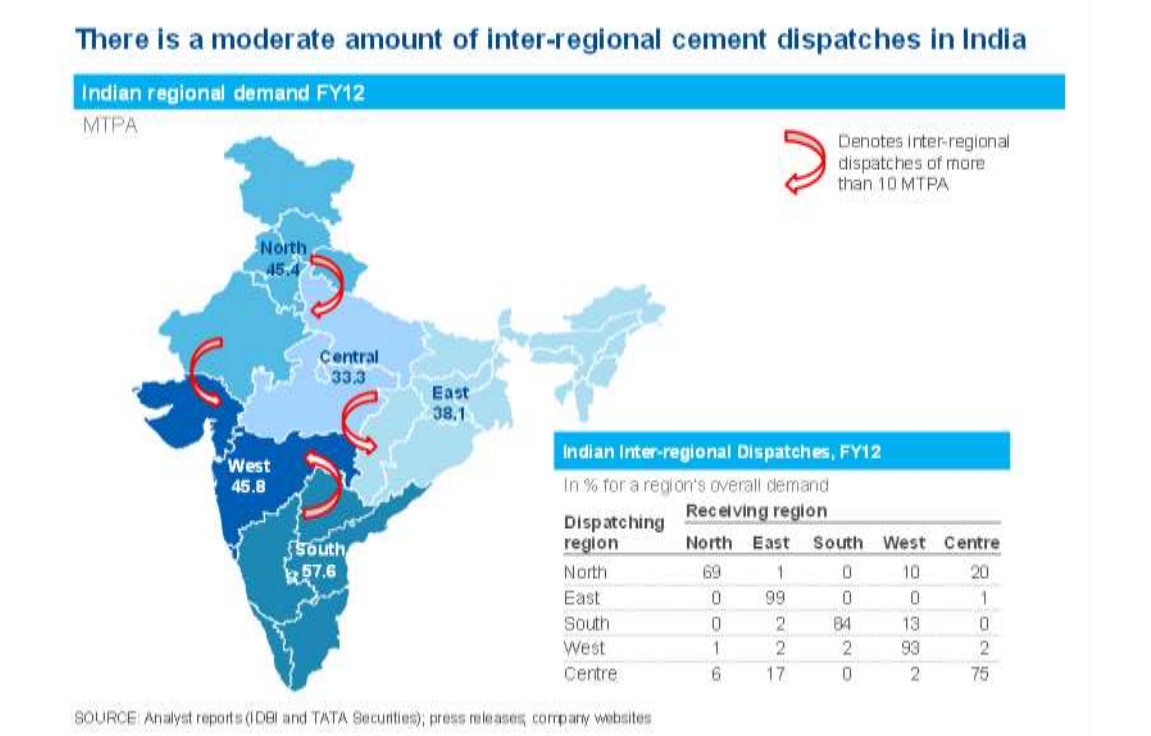 There is a moderate amount of inter-regional cement dispatches in India
Indian regional demand FY12
MTPA
Denotes inter-regional
dispatches of more
than 10 MTPA
North
45.4
Central
33.3
East
38.1
West
45.8
South
57.6
Indian Inter-regional Dispatches, FY12
In % for a region's overall demand
Receiving region
Dispatching
region North East South West Centre
North 69 1 0 10 20
East 0 99 0 0 1
South 0 2 84 13 0
West 1 2 2 93 2
Centre 6 17 0 2 75
SOURCE: Analyst reports (IDBI and TATA Securities); press releases; company websites